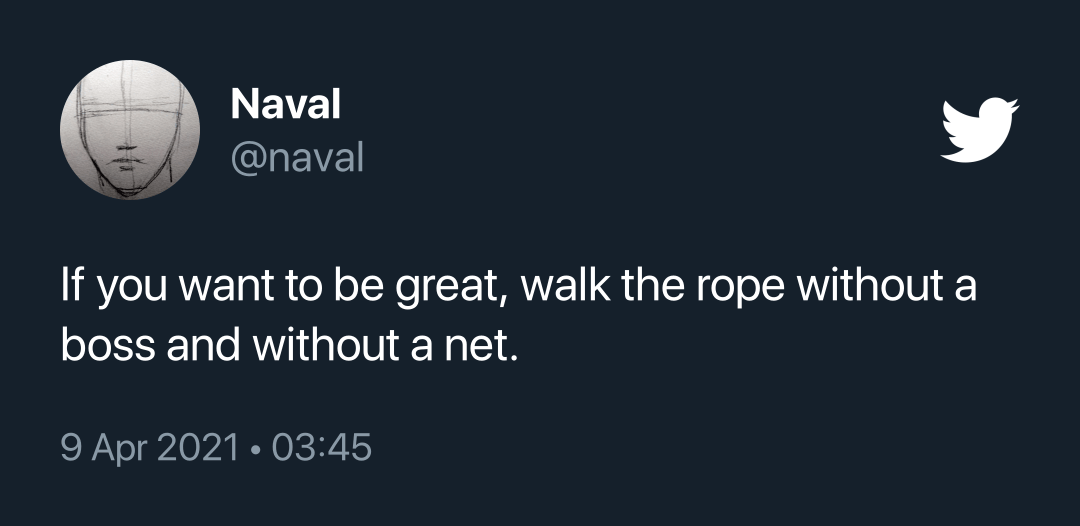 Naval
@naval
If you want to be great, walk the rope without a
boss and without a net.
9 Apr 2021 • 03:45